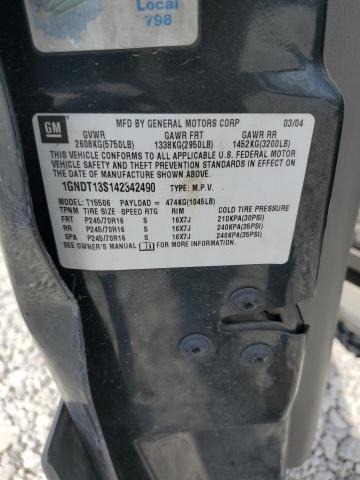 Local
798
GM
MFD BY GENERAL MOTORS CORP 03/04
GVWR GAWR FRT GAWR RR
2608KG(5750LB) 1338KG(2950LB) 1452KG(3200LB)
THIS VEHICLE CONFORMS TO ALL APPLICABLE U.S. FEDERAL MOTOR
VEHICLE SAFETY AND THEFT PREVENTION STANDARDS IN EFFECT ON
THE DATE OF MANUFACTURE SHOWN ABOVE.
1GNDT13S142342490 TYPE: M.P.V.
MODEL: T15506 PAYLOAD = 474KG(1045LB)
TPNM TIRE SIZE SPEED RTG RIM COLD TIRE PRESSURE
FRT P245/70R16 S 16X7J 210KPA(30PSI)
RR P245/70R16 S 16X7J 240KPA(35PSI)
SPA P245/70R16 S 16X7J 240KPA(35PSI)
SEE OWNER'S MANUAL FOR MORE INFORMATION